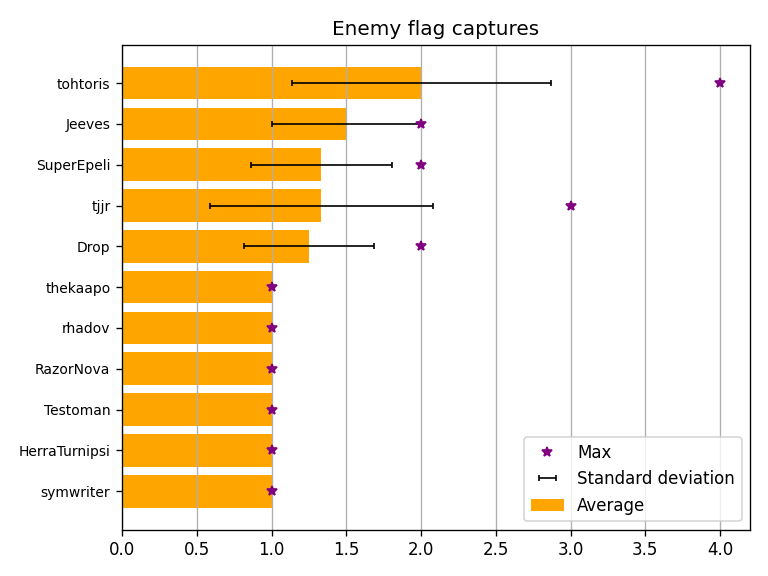 Enemy flag captures
tohtoris
Jeeves
SuperEpeli
tjjr
Drop
thekaapo
rhadov
RazorNova
Testoman
HerraTurnipsi
symwriter
Max
Standard deviation
Average
0.0 0.5 1.0 1.5 2.0 2.5 3.0 3.5 4.0